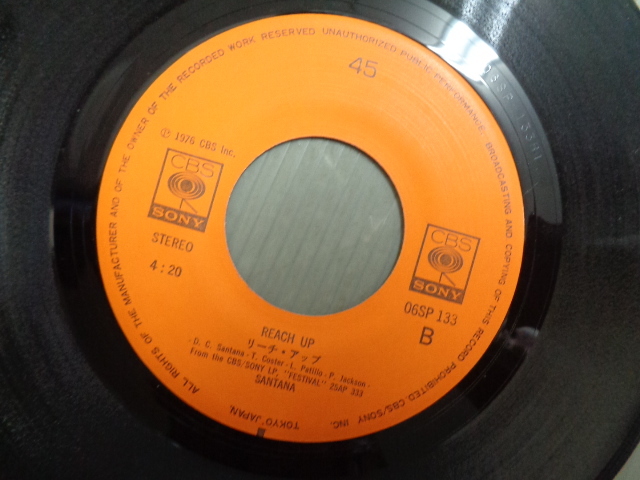 ALL RIGHTS OF THE MANUFACTURER AND OF THE OWNER OF THE RECORDED WORK RESERVED UNAUTHORIZED PUBLIC PERFORMANCE BROADCASTING AND COPYING OF THIS RECORD PROHIBITED CBS/SONY INC.
TOKYO JAPAN
45
℗ 1976 CBS Inc.
CBS
SONY
STEREO
4:20
CBS
SONY
06SP 133
B
REACH UP
リーチ・アップ
-D. C. Santana-T. Coster-L. Patillo-P. Jackson-
From the CBS/SONY LP, "FESTIVAL" 25AP 333
SANTANA